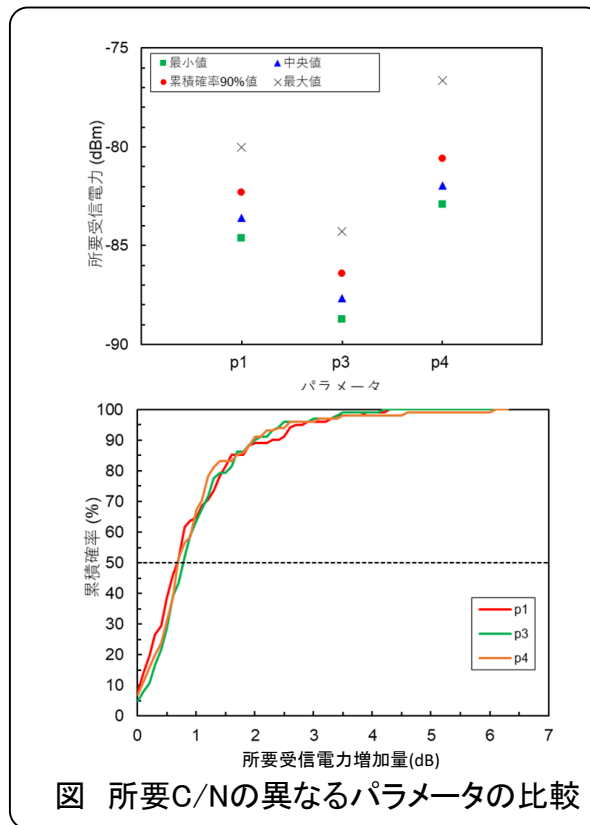 -75
-80
-85
-90
所要受信電力 (dBm)
最小値 中央値
累積確率90%値 最大値
p1 p3 p4
パラメータ
100
90
80
70
60
50
40
30
20
10
0
累積確率 (%)
p1
p3
p4
0 1 2 3 4 5 6 7
所要受信電力増加量(dB)
図 所要C/Nの異なるパラメータの比較